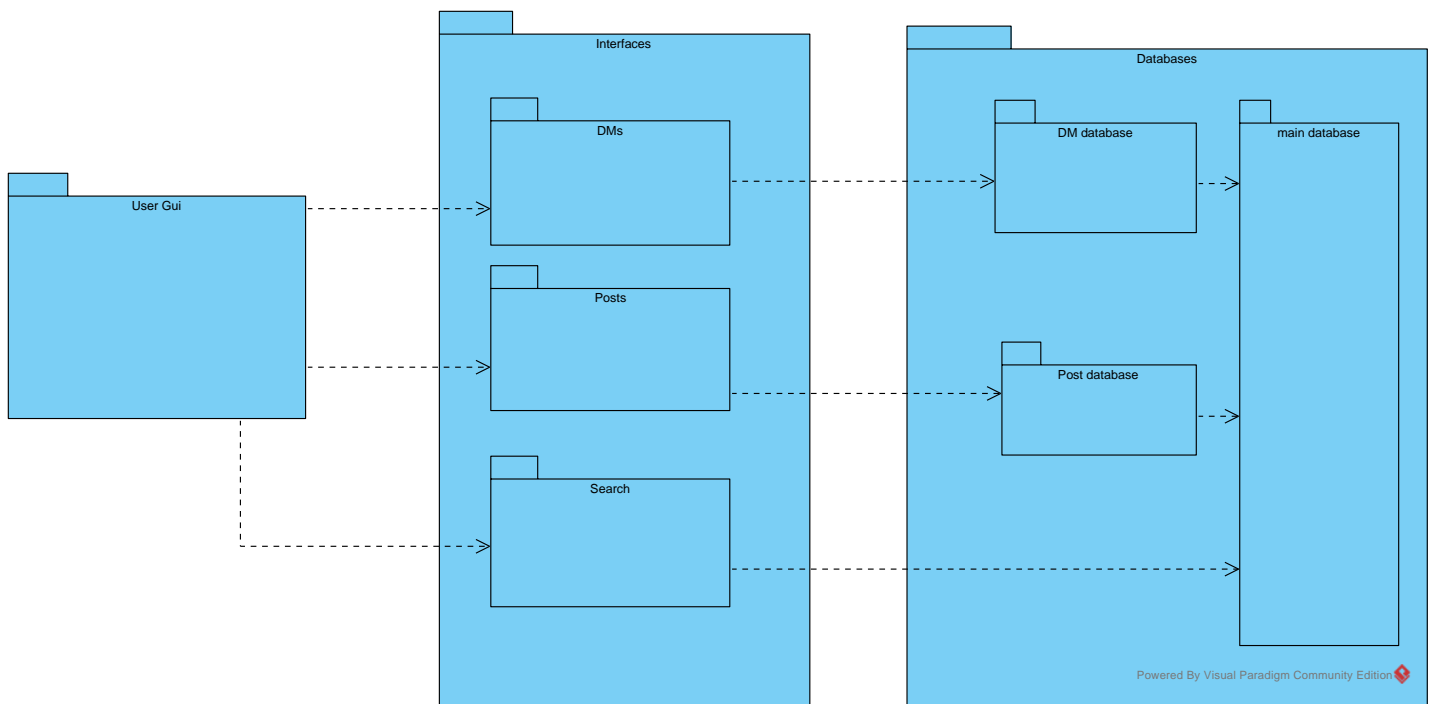 Interfaces
Databases
DMs
DM database
main database
User Gui
Posts
Post database
Search
Powered By Visual Paradigm Community Edition